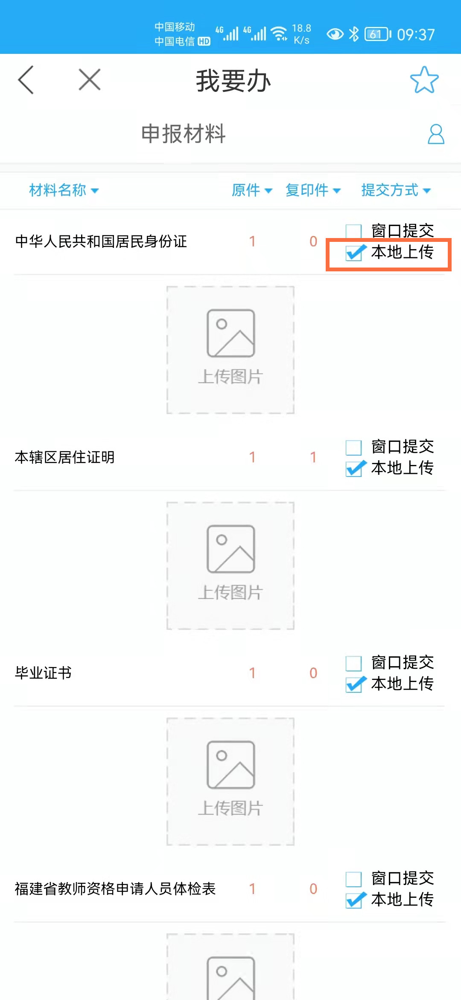 中国移动
中国电信 HD 4G 4G 18.8 K/s 61 09:37
我要办
申报材料
材料名称 原件 复印件 提交方式
中华人民共和国居民身份证 1 0 窗口提交
本地上传
上传图片
本辖区居住证明 1 1 窗口提交
本地上传
上传图片
毕业证书 1 0 窗口提交
本地上传
上传图片
福建省教师资格申请人员体检表 1 0 窗口提交
本地上传